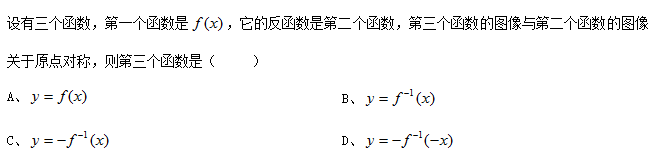 设有三个函数，第一个函数是 f(x)，它的反函数是第二个函数，第三个函数的图像与第二个函数的图像
关于原点对称，则第三个函数是（  ）
A、y = f(x)  B、y = f⁻¹(x)
C、y = −f⁻¹(x)  D、y = −f⁻¹(−x)